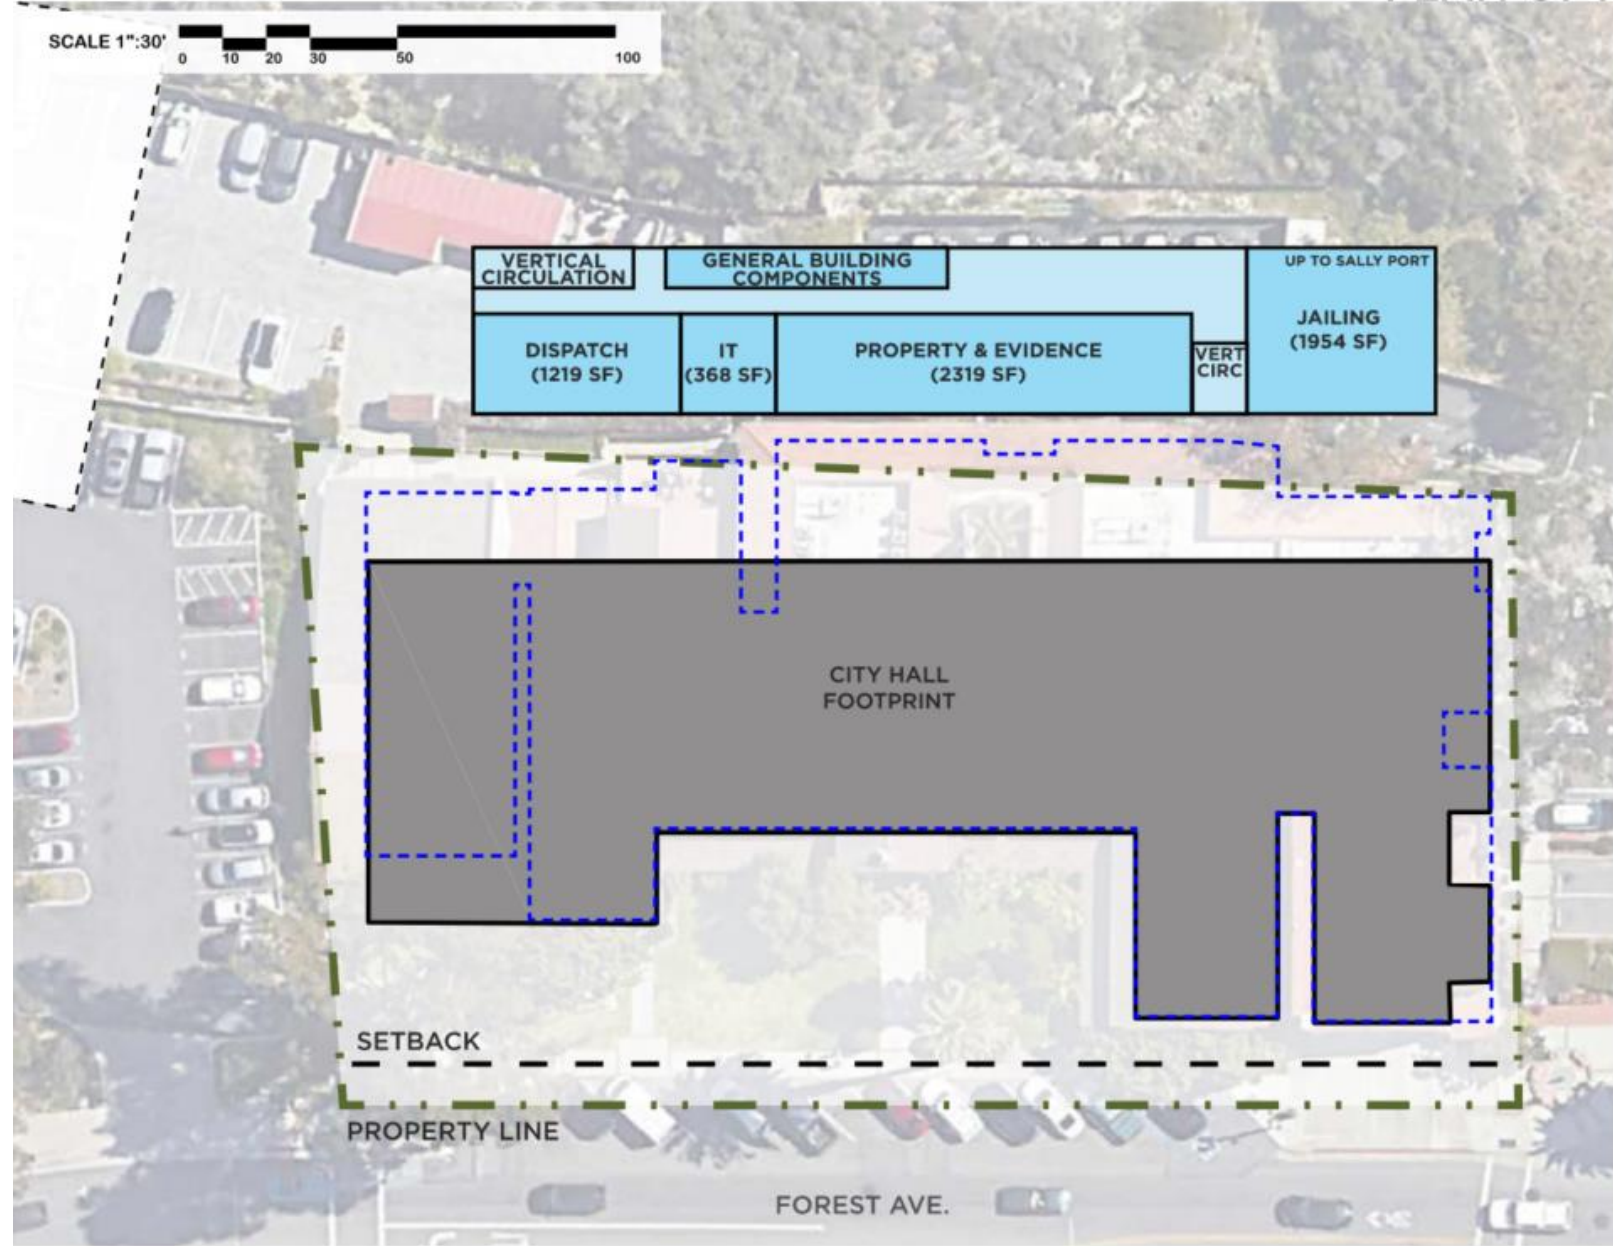 SCALE 1":30'
0 10 20 30 50 100
VERTICAL
CIRCULATION
GENERAL BUILDING
COMPONENTS
UP TO SALLY PORT
JAILING
(1954 SF)
DISPATCH
(1219 SF)
IT
(368 SF)
PROPERTY & EVIDENCE
(2319 SF)
VERT
CIRC
CITY HALL
FOOTPRINT
SETBACK
PROPERTY LINE
FOREST AVE.